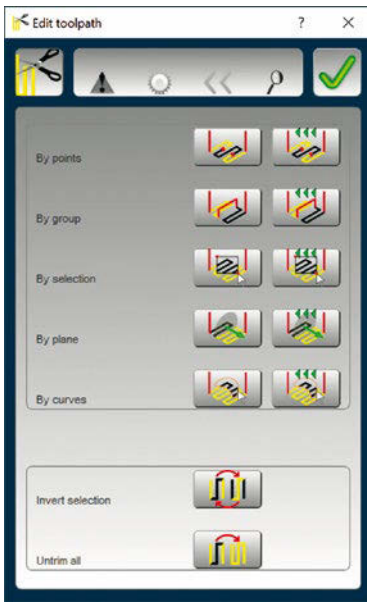 Edit toolpath
?
By points
By group
By selection
By plane
By curves
Invert selection
Untrim all